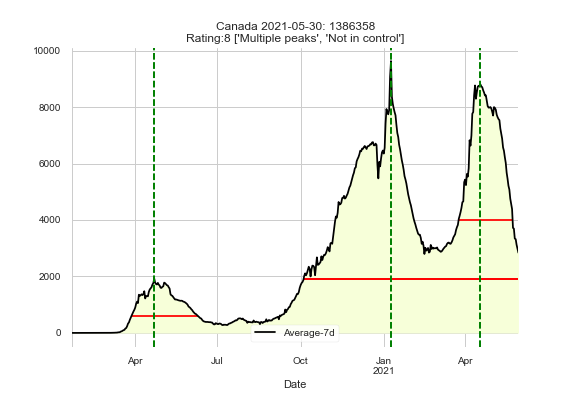 Canada 2021-05-30: 1386358
Rating:8 ['Multiple peaks', 'Not in control']
10000
8000
6000
4000
2000
0
Average-7d
Apr Jul Oct Jan Apr
2021
Date